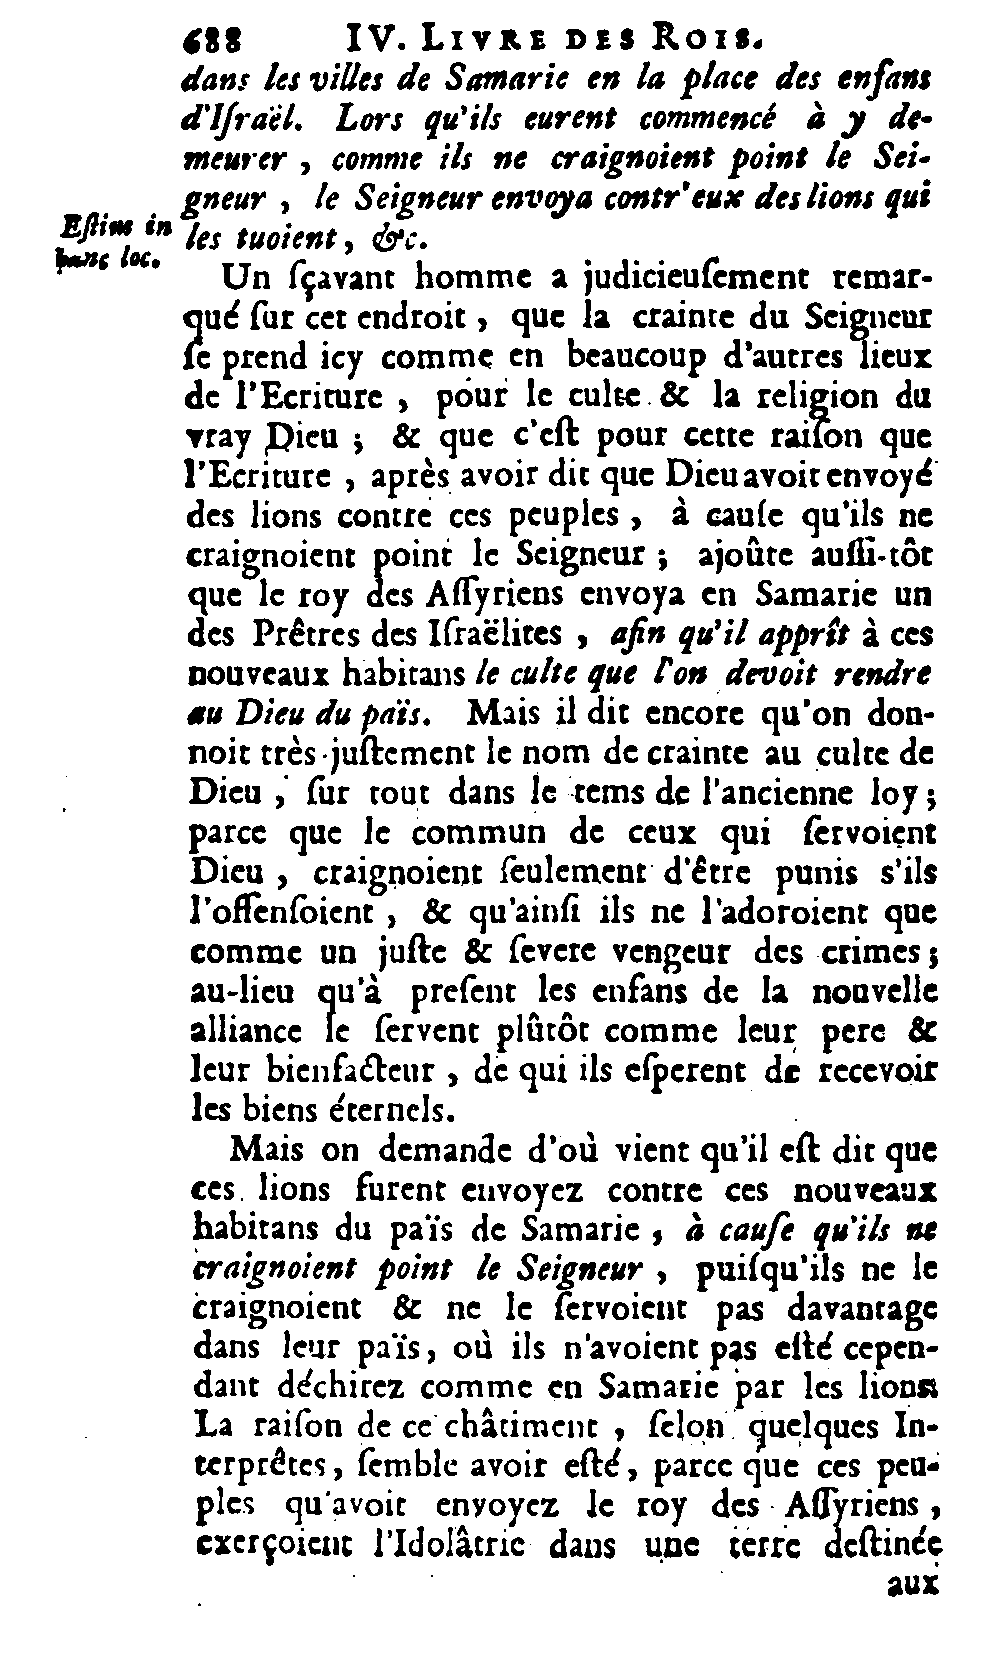 688 IV. LIVRE DES ROIS.
dans les villes de Samarie en la place des enfans
d'Iſraël. Lors qu'ils eurent commencé à y de-
meurer, comme ils ne craignoient point le Sei-
gneur, le Seigneur envoya contr'eux des lions qui
les tuoient, &c.
Eſtius in
hunc loc.
Un ſçavant homme a judicieuſement remar-
qué ſur cet endroit, que la crainte du Seigneur
ſe prend icy comme en beaucoup d'autres lieux
de l'Ecriture, pour le culte & la religion du
vray Dieu ; & que c'eſt pour cette raiſon que
l'Ecriture, après avoir dit que Dieu avoit envoyé
des lions contre ces peuples, à cauſe qu'ils ne
craignoient point le Seigneur ; ajoûte auſſi-tôt
que le roy des Aſſyriens envoya en Samarie un
des Prêtres des Iſraëlites, afin qu'il apprît à ces
nouveaux habitans le culte que l'on devoit rendre
au Dieu du païs. Mais il dit encore qu'on don-
noit très-juſtement le nom de crainte au culte de
Dieu, ſur tout dans le tems de l'ancienne loy ;
parce que le commun de ceux qui ſervoient
Dieu, craignoient ſeulement d'être punis s'ils
l'offenſoient, & qu'ainſi ils ne l'adoroient que
comme un juſte & ſevere vengeur des crimes ;
au-lieu qu'à preſent les enfans de la nouvelle
alliance le ſervent plûtôt comme leur pere &
leur bienfacteur, de qui ils eſperent de recevoir
les biens éternels.
Mais on demande d'où vient qu'il eſt dit que
ces lions furent envoyez contre ces nouveaux
habitans du païs de Samarie, à cauſe qu'ils ne
craignoient point le Seigneur, puiſqu'ils ne le
craignoient & ne le ſervoient pas davantage
dans leur païs, où ils n'avoient pas eſté cepen-
dant déchirez comme en Samarie par les lions
La raiſon de ce châtiment, ſelon quelques In-
terprêtes, ſemble avoir eſté, parce que ces peu-
ples qu'avoit envoyez le roy des Aſſyriens,
exerçoient l'Idolâtrie dans une terre deſtinée
aux